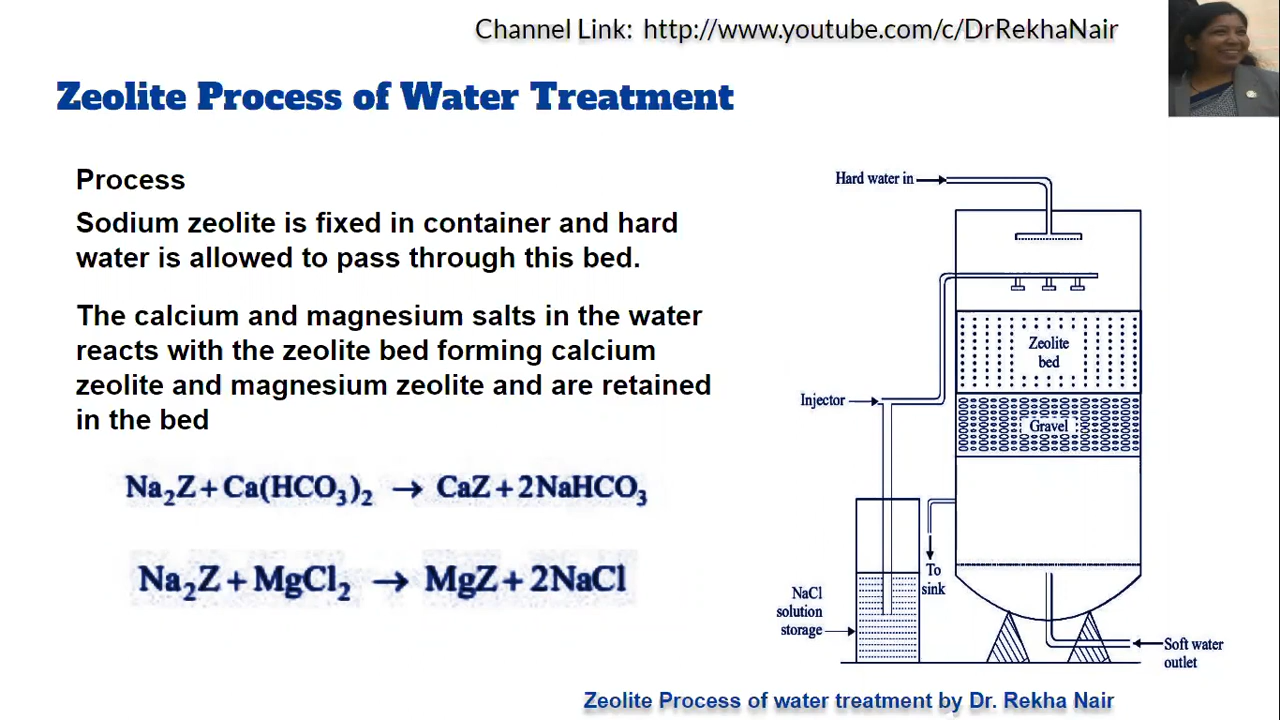 Channel Link: http://www.youtube.com/c/DrRekhaNair
Zeolite Process of Water Treatment
Process
Sodium zeolite is fixed in container and hard
water is allowed to pass through this bed.
The calcium and magnesium salts in the water
reacts with the zeolite bed forming calcium
zeolite and magnesium zeolite and are retained
in the bed
Na₂Z + Ca(HCO₃)₂ → CaZ + 2NaHCO₃
Na₂Z + MgCl₂ → MgZ + 2NaCl
Hard water in
Zeolite
bed
Injector
Gravel
To
sink
NaCl
solution
storage
Soft water
outlet
Zeolite Process of water treatment by Dr. Rekha Nair